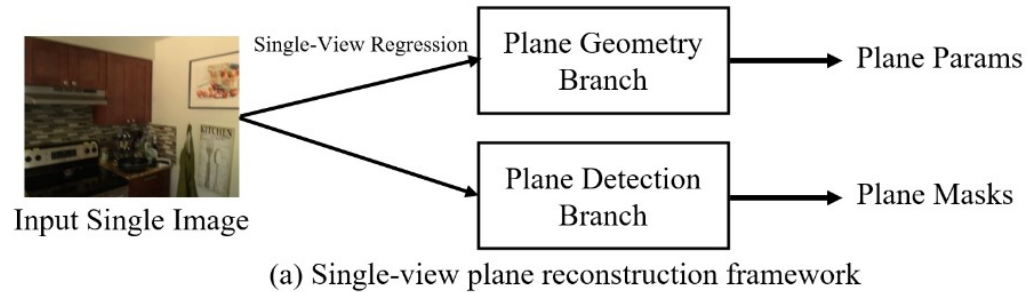 Single-View Regression
Plane Geometry
Branch
Plane Params
KITCHEN
Plane Detection
Branch
Plane Masks
Input Single Image
(a) Single-view plane reconstruction framework